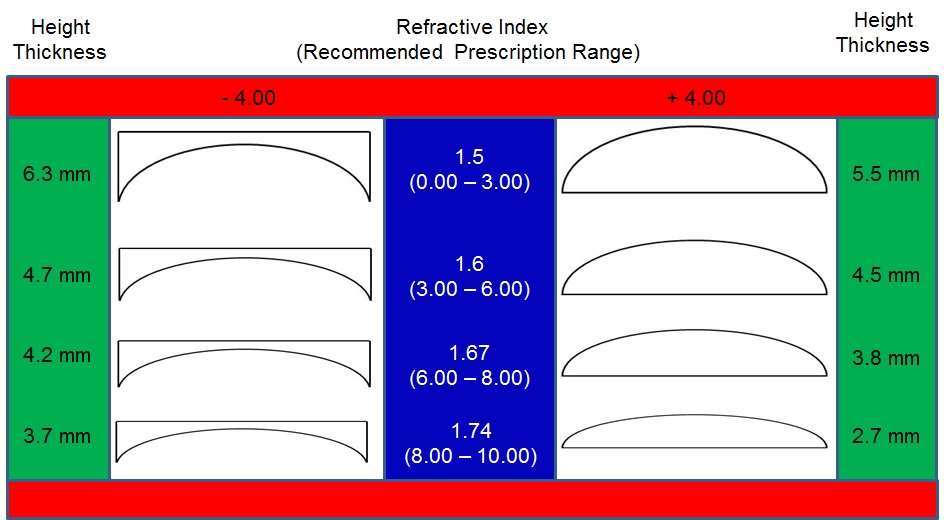 Height
Thickness
Refractive Index
(Recommended Prescription Range)
Height
Thickness
- 4.00
+ 4.00
6.3 mm
1.5
(0.00 – 3.00)
5.5 mm
4.7 mm
1.6
(3.00 – 6.00)
4.5 mm
4.2 mm
1.67
(6.00 – 8.00)
3.8 mm
3.7 mm
1.74
(8.00 – 10.00)
2.7 mm